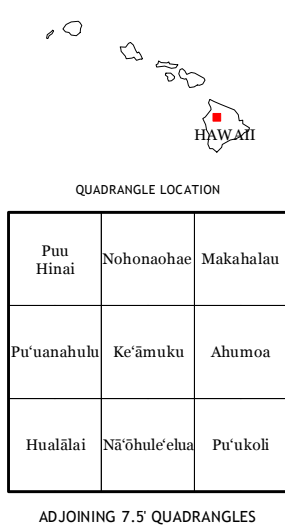 HAWAII
QUADRANGLE LOCATION
Puu
Hinai
Nohonaohae
Makahalau
Pu‘uanahulu
Ke‘āmuku
Ahumoa
Hualālai
Nā‘ōhule‘elua
Pu‘ukoli
ADJOINING 7.5' QUADRANGLES